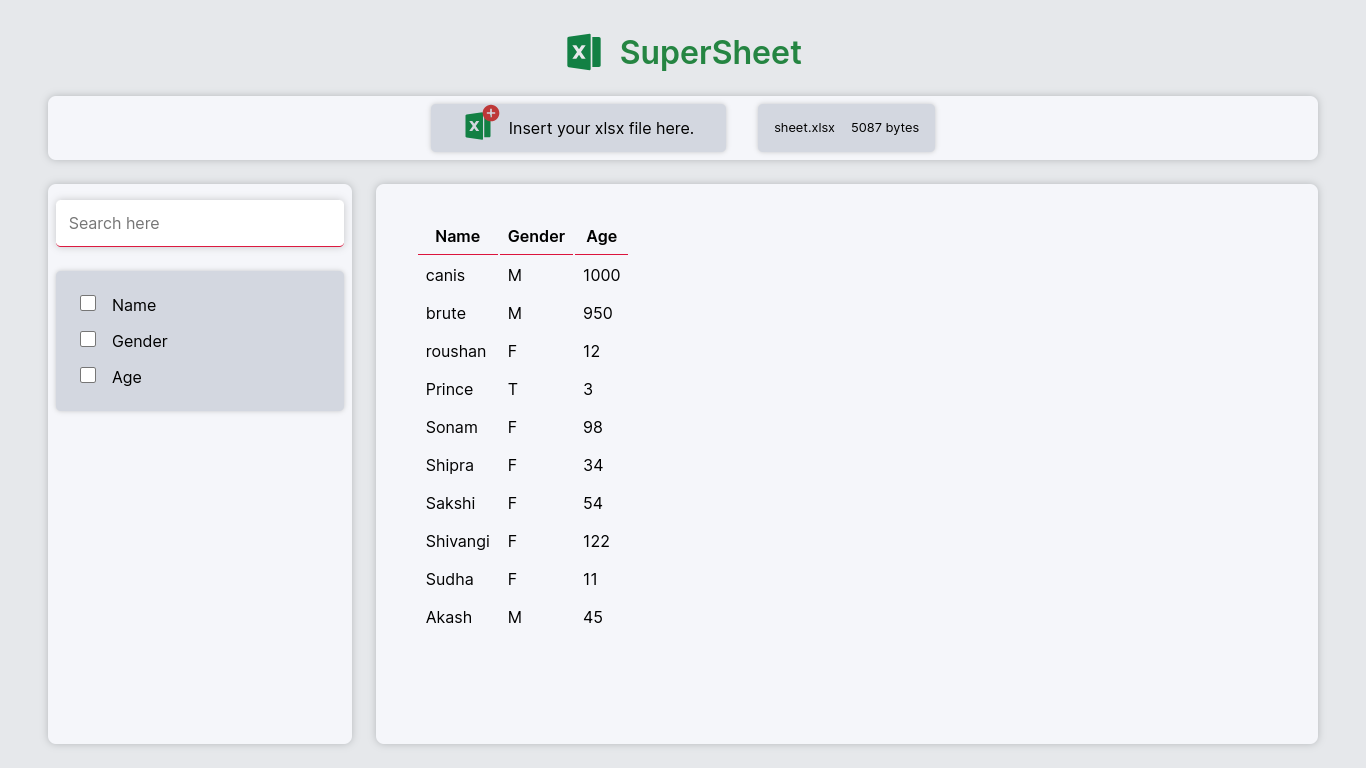 SuperSheet
Insert your xlsx file here.
sheet.xlsx 5087 bytes
Search here
Name
Gender
Age
Name Gender Age
canis M 1000
brute M 950
roushan F 12
Prince T 3
Sonam F 98
Shipra F 34
Sakshi F 54
Shivangi F 122
Sudha F 11
Akash M 45